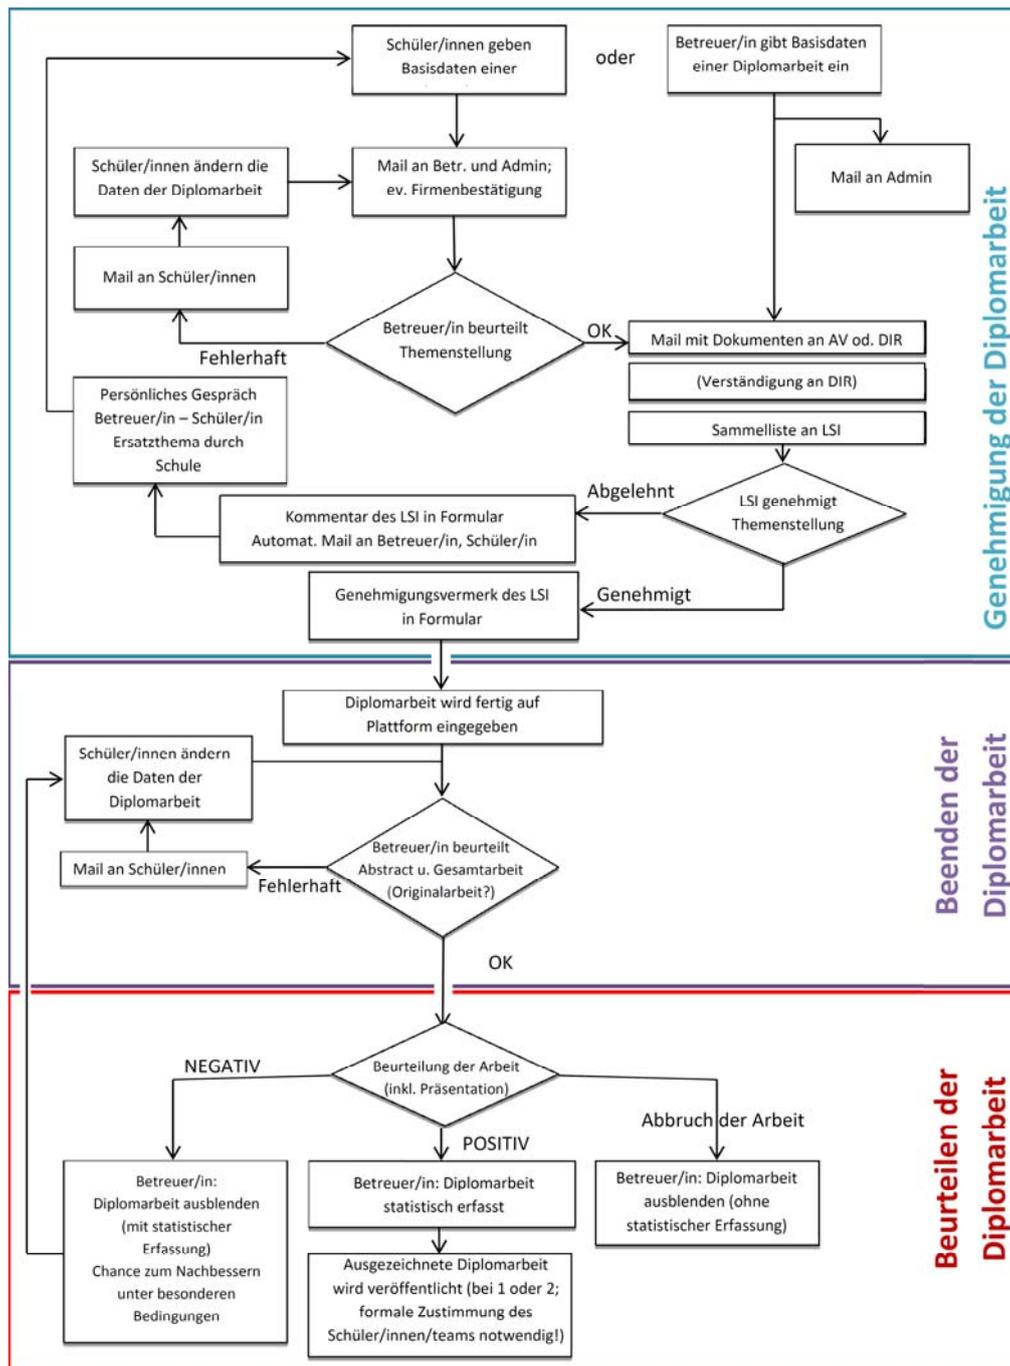 Schüler/innen geben
Basisdaten einer
oder
Betreuer/in gibt Basisdaten
einer Diplomarbeit ein
Schüler/innen ändern die
Daten der Diplomarbeit
Mail an Betr. und Admin;
ev. Firmenbestätigung
Mail an Admin
Mail an Schüler/innen
Betreuer/in beurteilt
Themenstellung
Fehlerhaft
OK
Mail mit Dokumenten an AV od. DIR
(Verständigung an DIR)
Sammelliste an LSI
Persönliches Gespräch
Betreuer/in – Schüler/in
Ersatzthema durch
Schule
Abgelehnt
LSI genehmigt
Themenstellung
Kommentar des LSI in Formular
Automat. Mail an Betreuer/in, Schüler/in
Genehmigungsvermerk des LSI
in Formular
Genehmigt
Genehmigung der Diplomarbeit
Diplomarbeit wird fertig auf
Plattform eingegeben
Schüler/innen ändern
die Daten der
Diplomarbeit
Mail an Schüler/innen
Fehlerhaft
Betreuer/in beurteilt
Abstract u. Gesamtarbeit
(Originalarbeit?)
OK
Beenden der
Diplomarbeit
Beurteilung der Arbeit
(inkl. Präsentation)
NEGATIV
POSITIV
Abbruch der Arbeit
Betreuer/in:
Diplomarbeit ausblenden
(mit statistischer
Erfassung)
Chance zum Nachbessern
unter besonderen
Bedingungen
Betreuer/in: Diplomarbeit
statistisch erfasst
Ausgezeichnete Diplomarbeit
wird veröffentlicht (bei 1 oder 2;
formale Zustimmung des
Schüler/innen/teams notwendig!)
Betreuer/in: Diplomarbeit
ausblenden (ohne
statistischer Erfassung)
Beurteilen der
Diplomarbeit